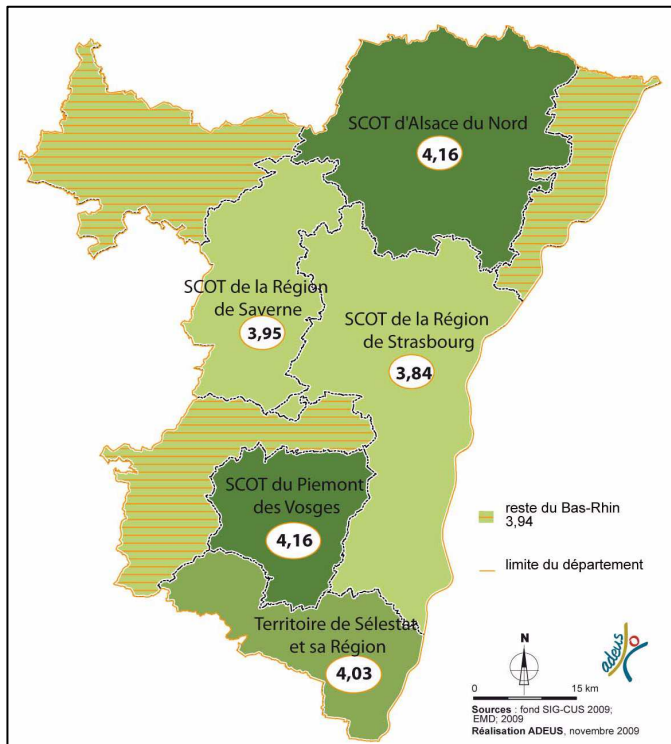 SCOT d'Alsace du Nord
4,16
SCOT de la Région
de Saverne
3,95
SCOT de la Région
de Strasbourg
3,84
SCOT du Piemont
des Vosges
4,16
reste du Bas-Rhin
3,94
limite du département
Territoire de Sélestat
et sa Région
4,03
N
0 15 km
adeus
Sources : fond SIG-CUS 2009;
EMD; 2009
Réalisation ADEUS, novembre 2009